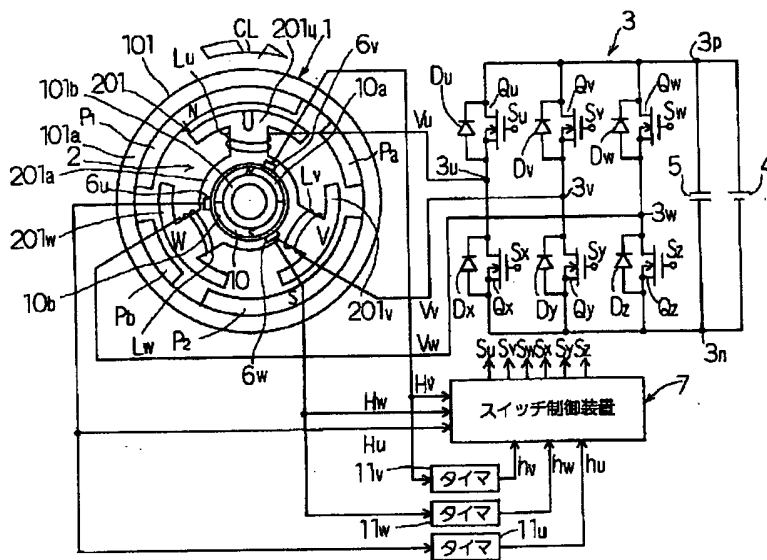 CL
201u
1
101
Lu
6v
201
101b
10a
P1
N
U
101a
Pa
2
201a
6u
Lv
V
201w
W
10
10b
S
Pb
Lw
P2
201v
6w
3
3p
Du
Qu
Qv
Qw
Su
Sv
Sw
Vu
Dv
Dw
3u
3v
3w
5
4
Sx
Sy
Sz
Dx
Qx
Dy
Qy
Dz
Qz
Vv
Vw
3n
Su Sv Sw Sx Sy Sz
Hv
Hw
Hu
スイッチ制御装置
7
hv
hw
hu
11v
タイマ
11w
タイマ
タイマ
11u